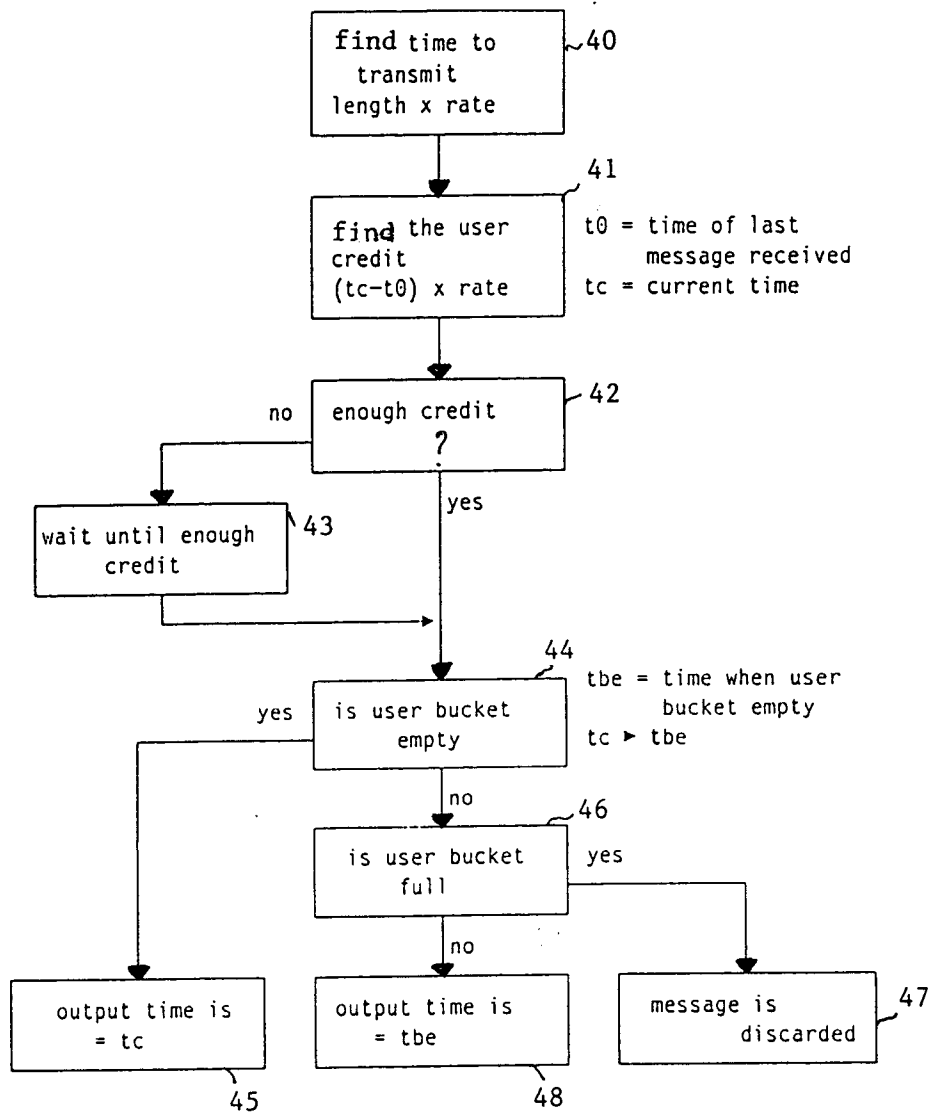 find time to
transmit
length x rate
40
41
find the user
credit
(tc-t0) x rate
t0 = time of last
message received
tc = current time
42
no
enough credit
?
yes
43
wait until enough
credit
44
tbe = time when user
bucket empty
tc ► tbe
yes
is user bucket
empty
no
46
is user bucket
full
yes
no
output time is
= tc
45
output time is
= tbe
48
message is
discarded
47